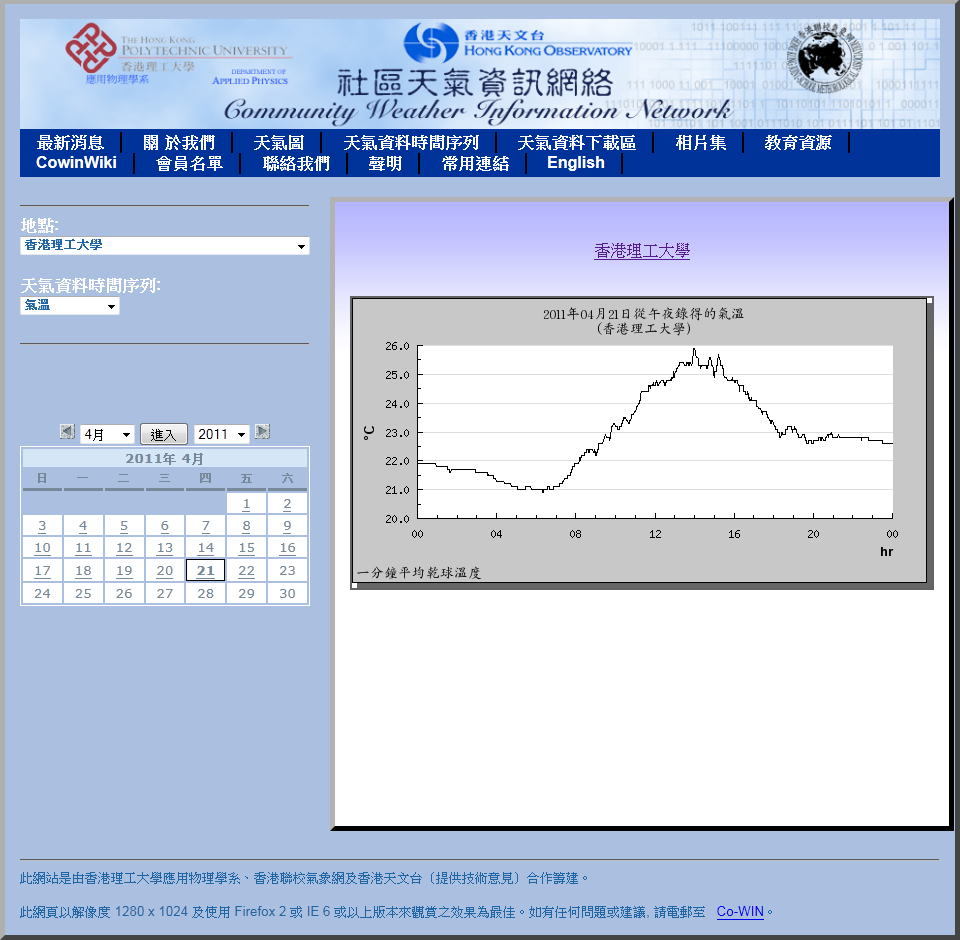 THE HONG KONG
POLYTECHNIC UNIVERSITY
香港理工大學
應用物理學系
DEPARTMENT OF
APPLIED PHYSICS
香港天文台
HONG KONG OBSERVATORY
社區天氣資訊網絡
Community Weather Information Network
最新消息 關於我們 天氣圖 天氣資料時間序列 天氣資料下載區 相片集 教育資源
CowinWiki 會員名單 聯絡我們 聲明 常用連結 English
地點:
香港理工大學
天氣資料時間序列:
氣溫
4月 進入 2011
2011年 4月
日 一 二 三 四 五 六
1 2
3 4 5 6 7 8 9
10 11 12 13 14 15 16
17 18 19 20 21 22 23
24 25 26 27 28 29 30
香港理工大學
2011年04月21日從午夜錄得的氣溫
(香港理工大學)
26.0
25.0
24.0
23.0
22.0
21.0
20.0
°C
00 04 08 12 16 20 00
hr
一分鐘平均乾球溫度
此網站是由香港理工大學應用物理學系、香港聯校氣象網及香港天文台〔提供技術意見〕合作籌建。
此網頁以解像度 1280 x 1024 及使用 Firefox 2 或 IE 6 或以上版本來觀賞之效果為最佳。如有任何問題或建議, 請電郵至 Co-WIN。